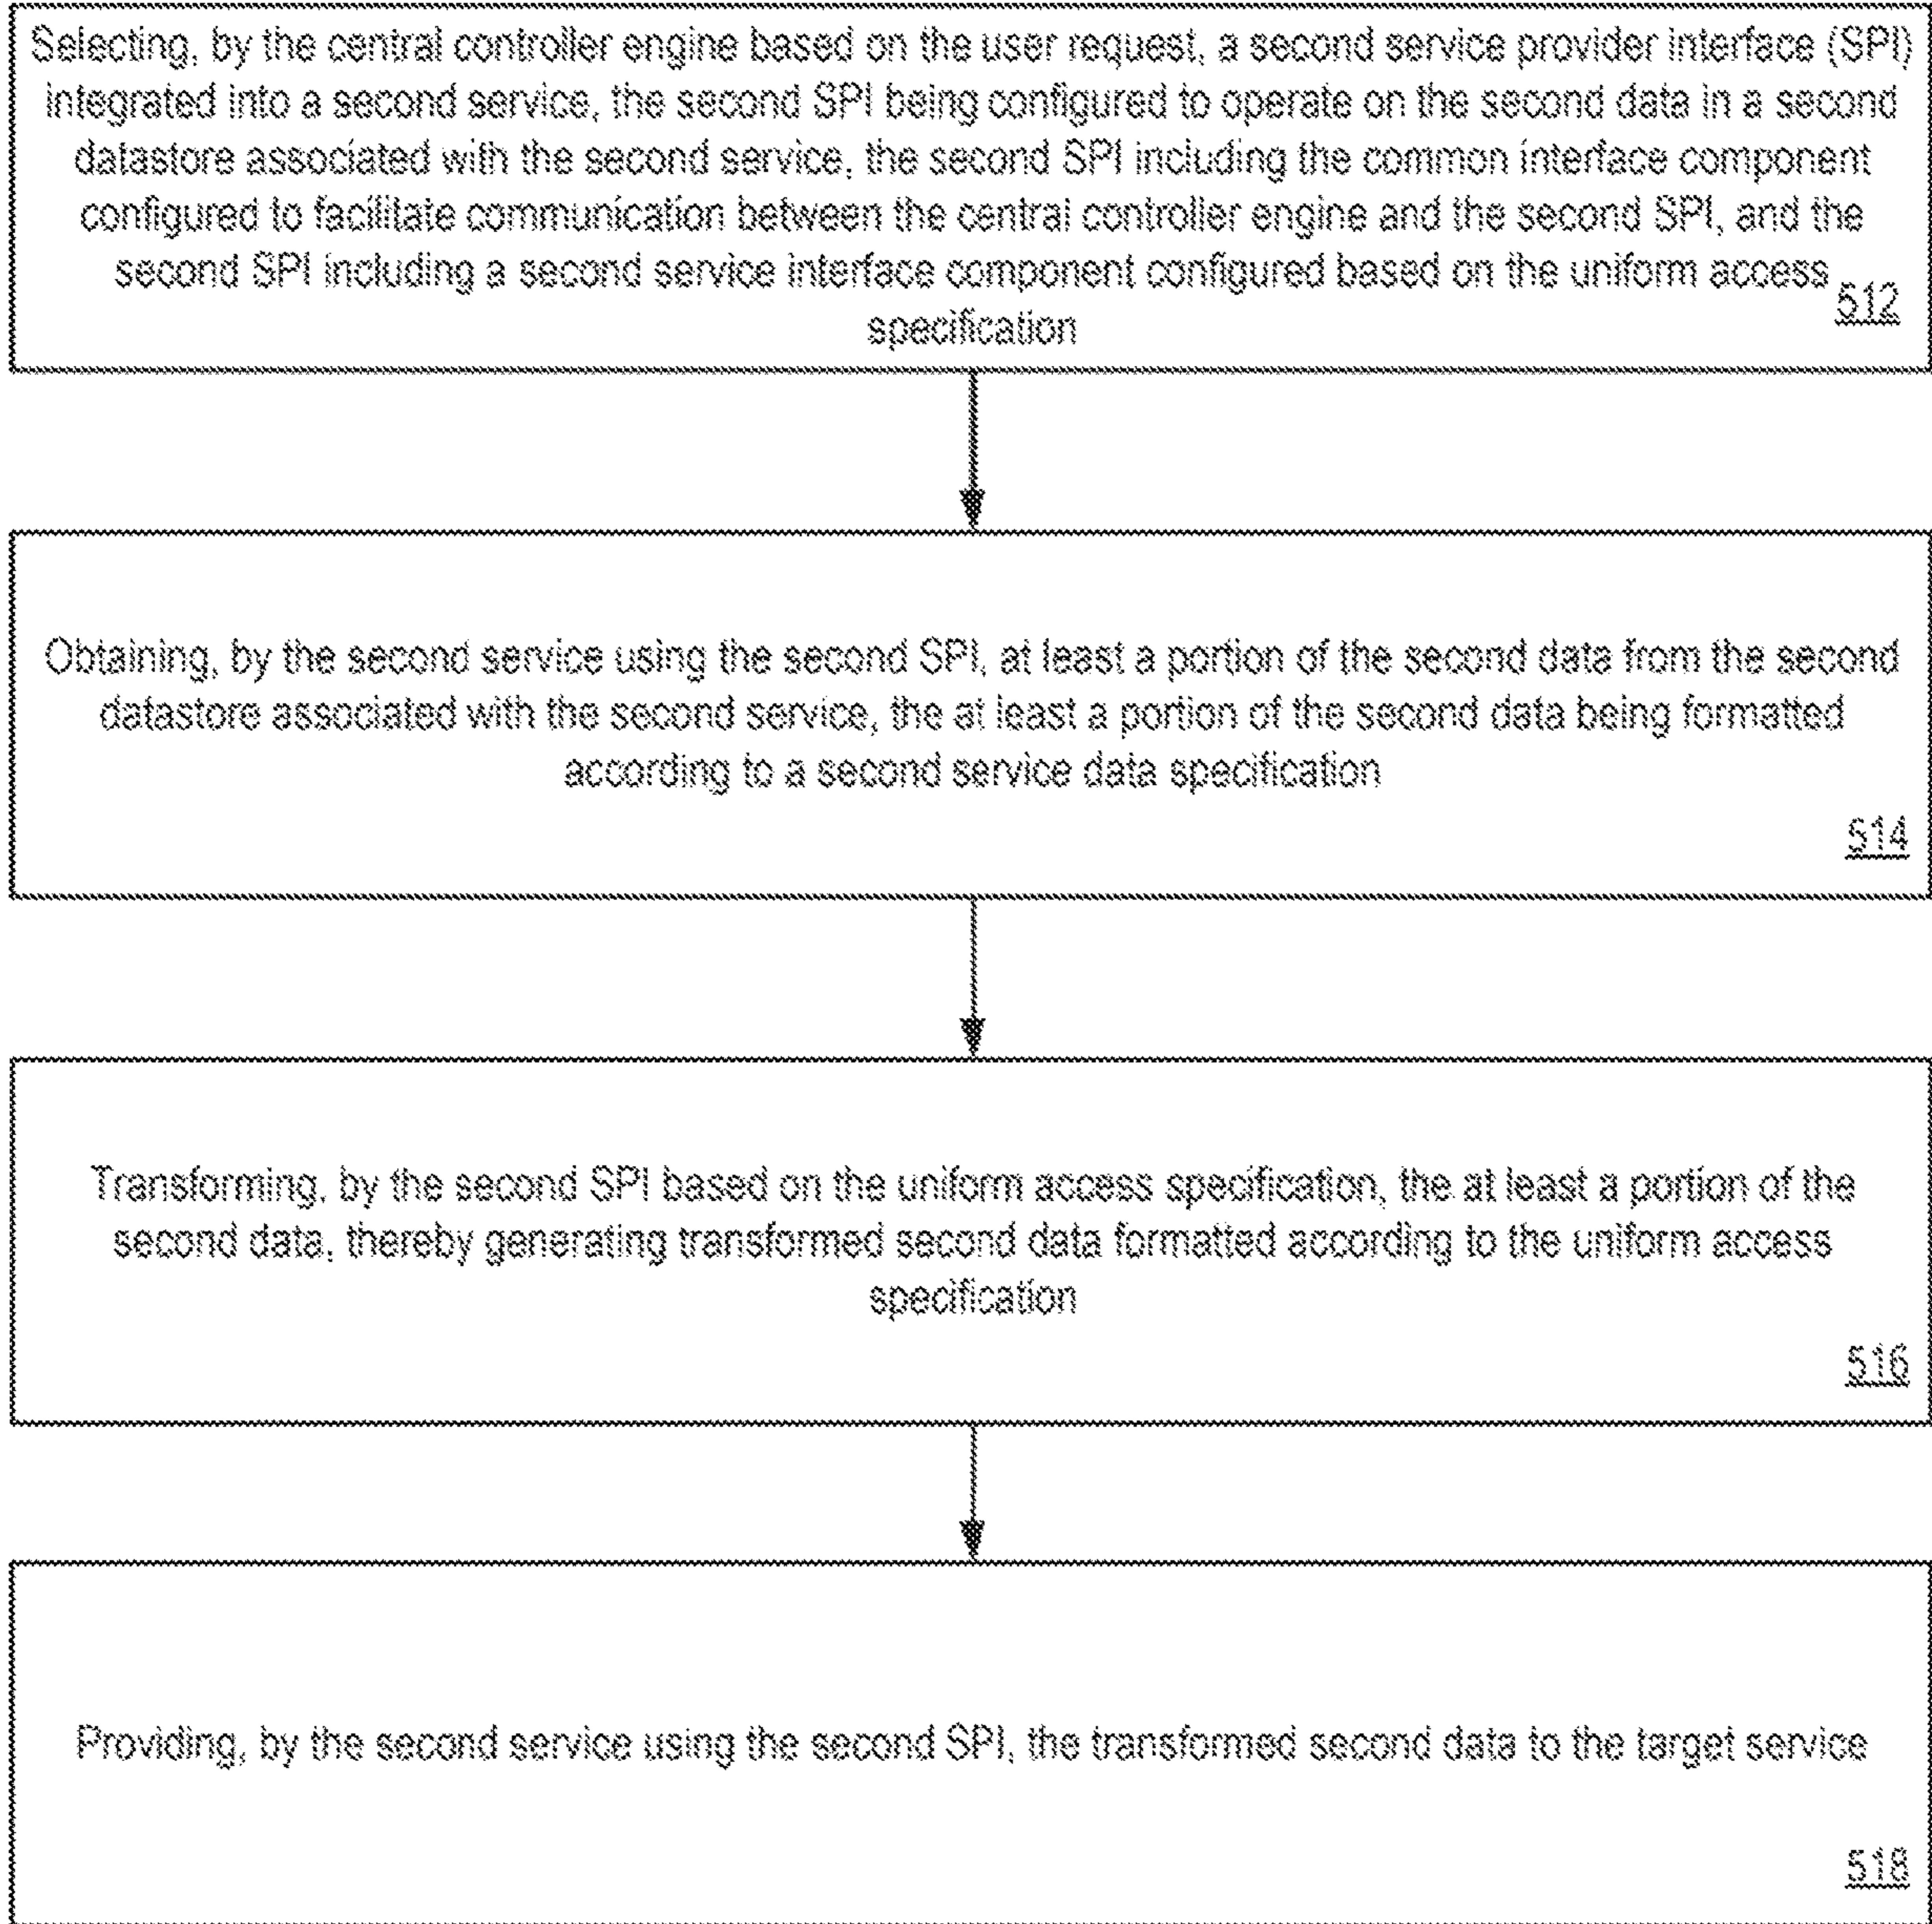 Selecting, by the central controller engine based on the user request, a second service provider interface (SPI)
integrated into a second service, the second SPI being configured to operate on the second data in a second
datastore associated with the second service, the second SPI including the common interface component
configured to facilitate communication between the central controller engine and the second SPI, and the
second SPI including a second service interface component configured based on the uniform access
specification
512
Obtaining, by the second service using the second SPI, at least a portion of the second data from the second
datastore associated with the second service, the at least a portion of the second data being formatted
according to a second service data specification
514
Transforming, by the second SPI based on the uniform access specification, the at least a portion of the
second data, thereby generating transformed second data formatted according to the uniform access
specification
516
Providing, by the second service using the second SPI, the transformed second data to the target service
518